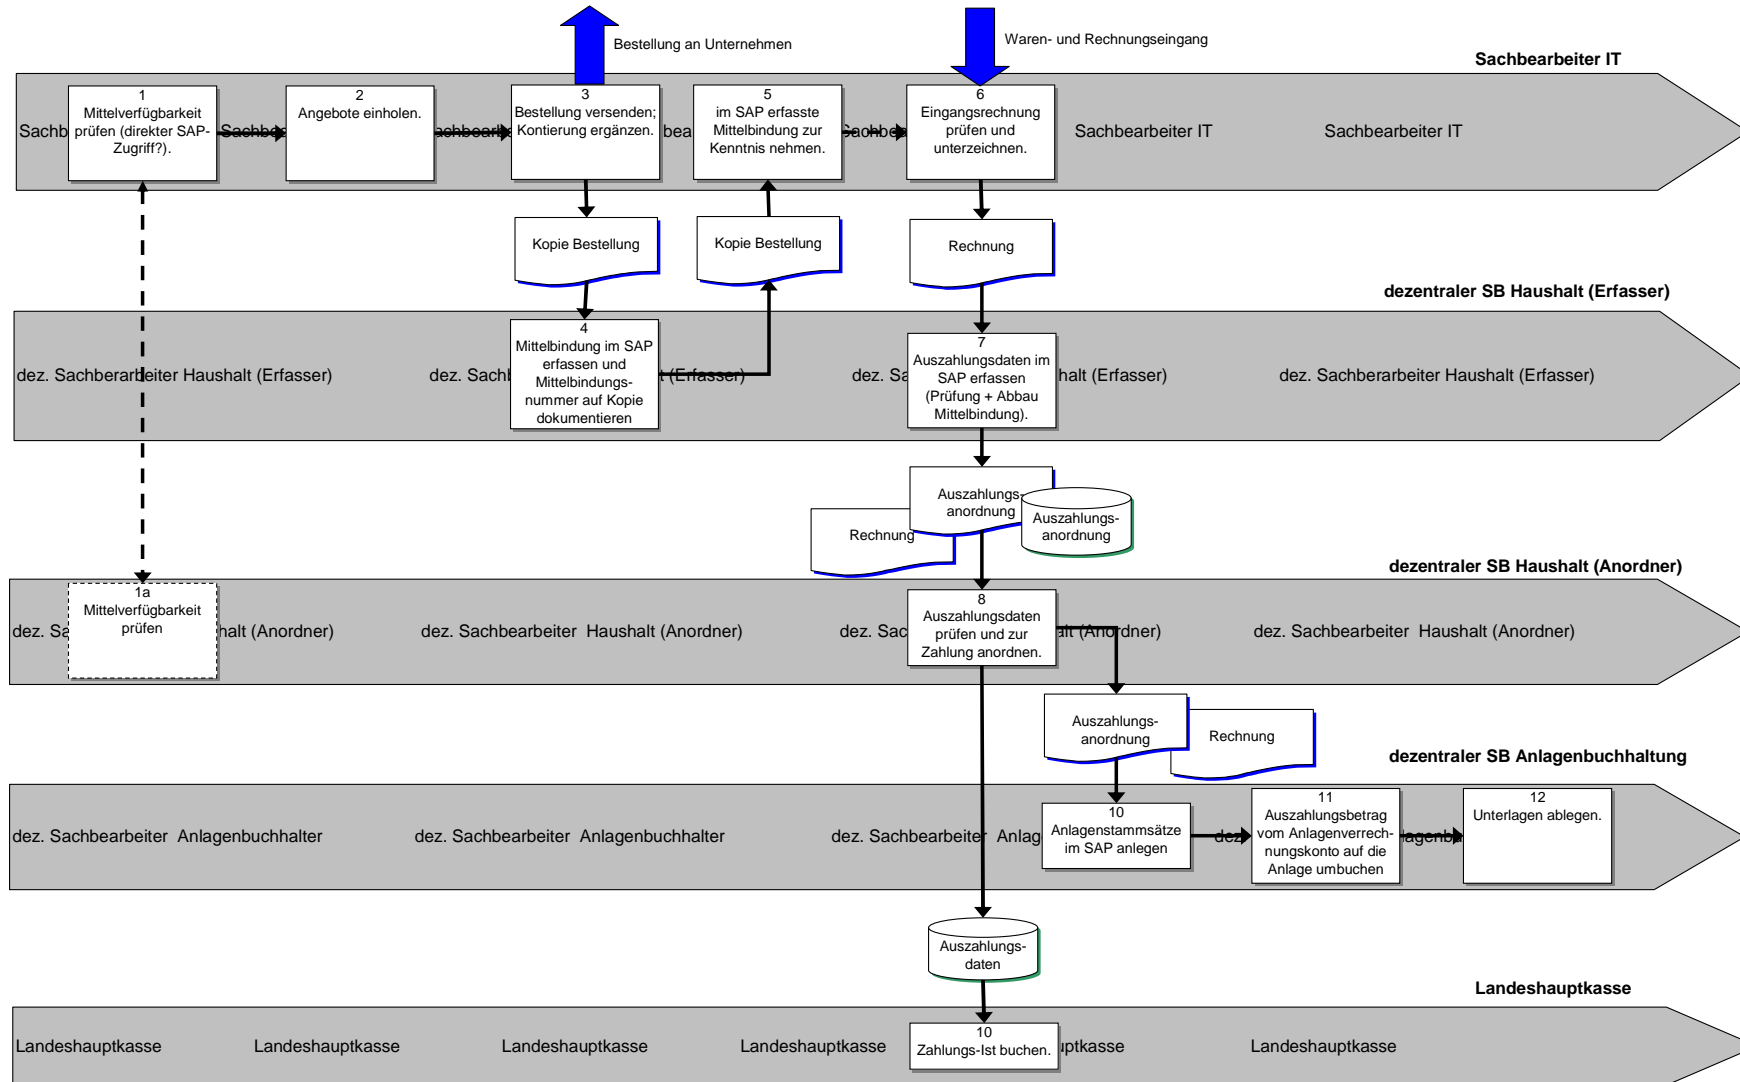 Bestellung an Unternehmen
Waren- und Rechnungseingang
Sachbearbeiter IT
1
Mittelverfügbarkeit
prüfen (direkter SAP-
Zugriff?).
2
Angebote einholen.
3
Bestellung versenden;
Kontierung ergänzen.
5
im SAP erfasste
Mittelbindung zur
Kenntnis nehmen.
6
Eingangsrechnung
prüfen und
unterzeichnen.
Sachbearbeiter IT
Sachbearbeiter IT
Kopie Bestellung
Kopie Bestellung
Rechnung
dezentraler SB Haushalt (Erfasser)
dez. Sachberarbeiter Haushalt (Erfasser)
4
Mittelbindung im SAP
erfassen und
Mittelbindungs-
nummer auf Kopie
dokumentieren
(Erfasser)
7
Auszahlungsdaten im
SAP erfassen
(Prüfung + Abbau
Mittelbindung).
(Erfasser)
dez. Sachberarbeiter Haushalt (Erfasser)
Auszahlungs-
anordnung
Rechnung
Auszahlungs-
anordnung
dezentraler SB Haushalt (Anordner)
1a
Mittelverfügbarkeit
prüfen
(Anordner)
dez. Sachbearbeiter Haushalt (Anordner)
8
Auszahlungsdaten
prüfen und zur
Zahlung anordnen.
(Anordner)
dez. Sachbearbeiter Haushalt (Anordner)
Auszahlungs-
anordnung
Rechnung
dezentraler SB Anlagenbuchhaltung
dez. Sachbearbeiter Anlagenbuchhalter
dez. Sachbearbeiter Anlagenbuchhalter
dez. Sachbearbeiter
10
Anlagenstammsätze
im SAP anlegen
11
Auszahlungsbetrag
vom Anlagenverrech-
nungskonto auf die
Anlage umbuchen
12
Unterlagen ablegen.
Auszahlungs-
daten
Landeshauptkasse
Landeshauptkasse
Landeshauptkasse
Landeshauptkasse
Landeshauptkasse
10
Zahlungs-Ist buchen.
Landeshauptkasse